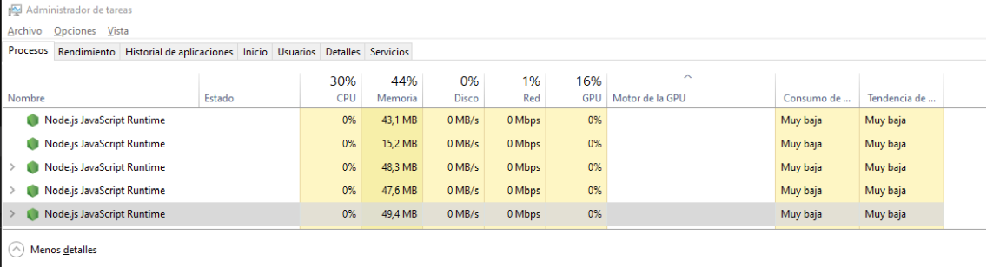 Administrador de tareas
Archivo Opciones Vista
Procesos Rendimiento Historial de aplicaciones Inicio Usuarios Detalles Servicios
30% 44% 0% 1% 16%
Nombre Estado CPU Memoria Disco Red GPU Motor de la GPU Consumo de ... Tendencia de ...
Node.js JavaScript Runtime 0% 43,1 MB 0 MB/s 0 Mbps 0% Muy baja Muy baja
Node.js JavaScript Runtime 0% 15,2 MB 0 MB/s 0 Mbps 0% Muy baja Muy baja
Node.js JavaScript Runtime 0% 48,3 MB 0 MB/s 0 Mbps 0% Muy baja Muy baja
Node.js JavaScript Runtime 0% 47,6 MB 0 MB/s 0 Mbps 0% Muy baja Muy baja
Node.js JavaScript Runtime 0% 49,4 MB 0 MB/s 0 Mbps 0% Muy baja Muy baja
Menos detalles